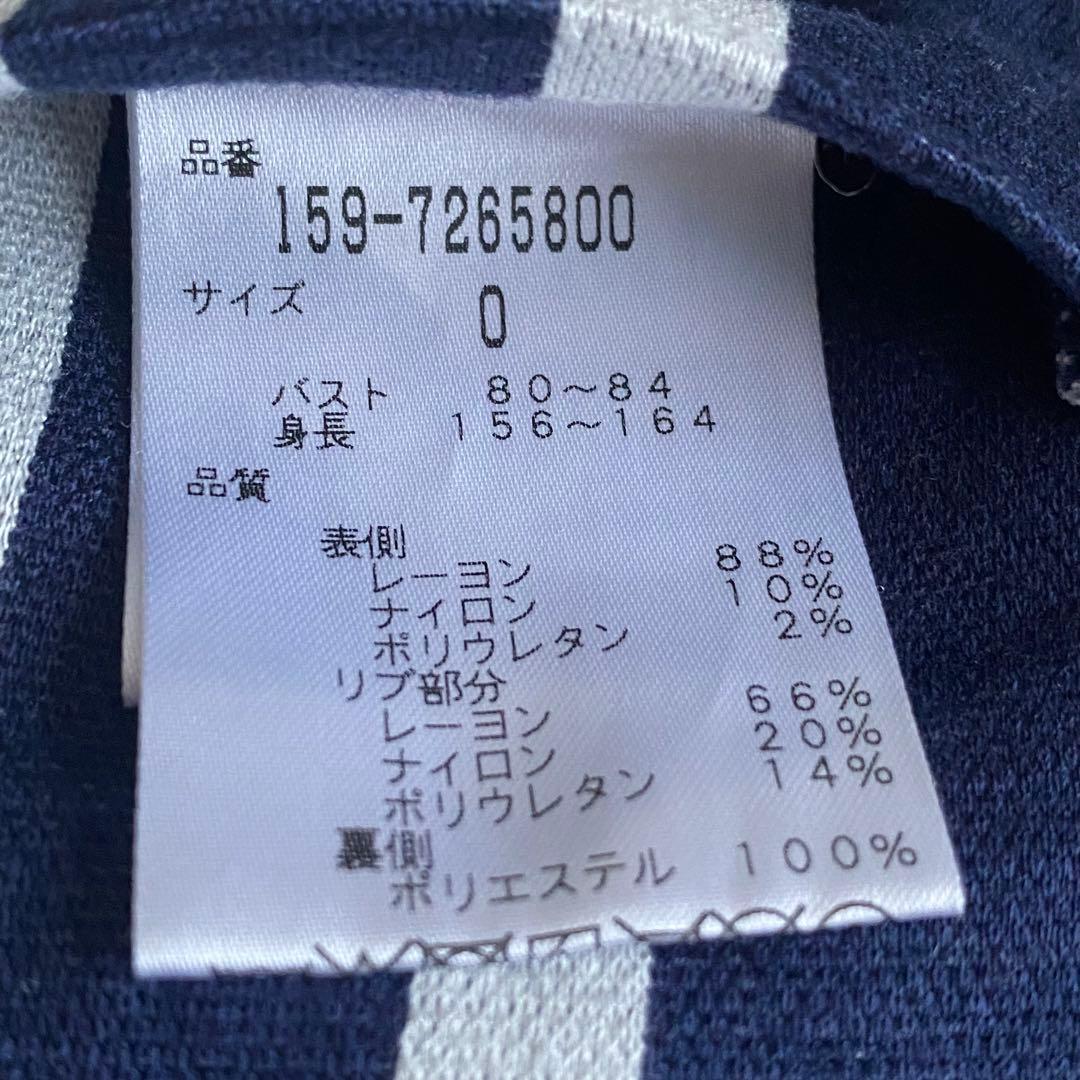 品番
159-7265800
サイズ 0
バスト 80～84
身長 156～164
品質
表側
レーヨン 88%
ナイロン 10%
ポリウレタン 2%
リブ部分
レーヨン 66%
ナイロン 20%
ポリウレタン 14%
裏側
ポリエステル 100%